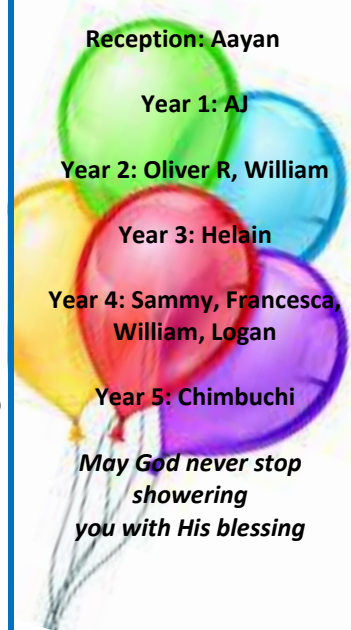 Reception: Aayan
Year 1: AJ
Year 2: Oliver R, William
Year 3: Helain
Year 4: Sammy, Francesca,
William, Logan
Year 5: Chimbuchi
May God never stop
showering
you with His blessing